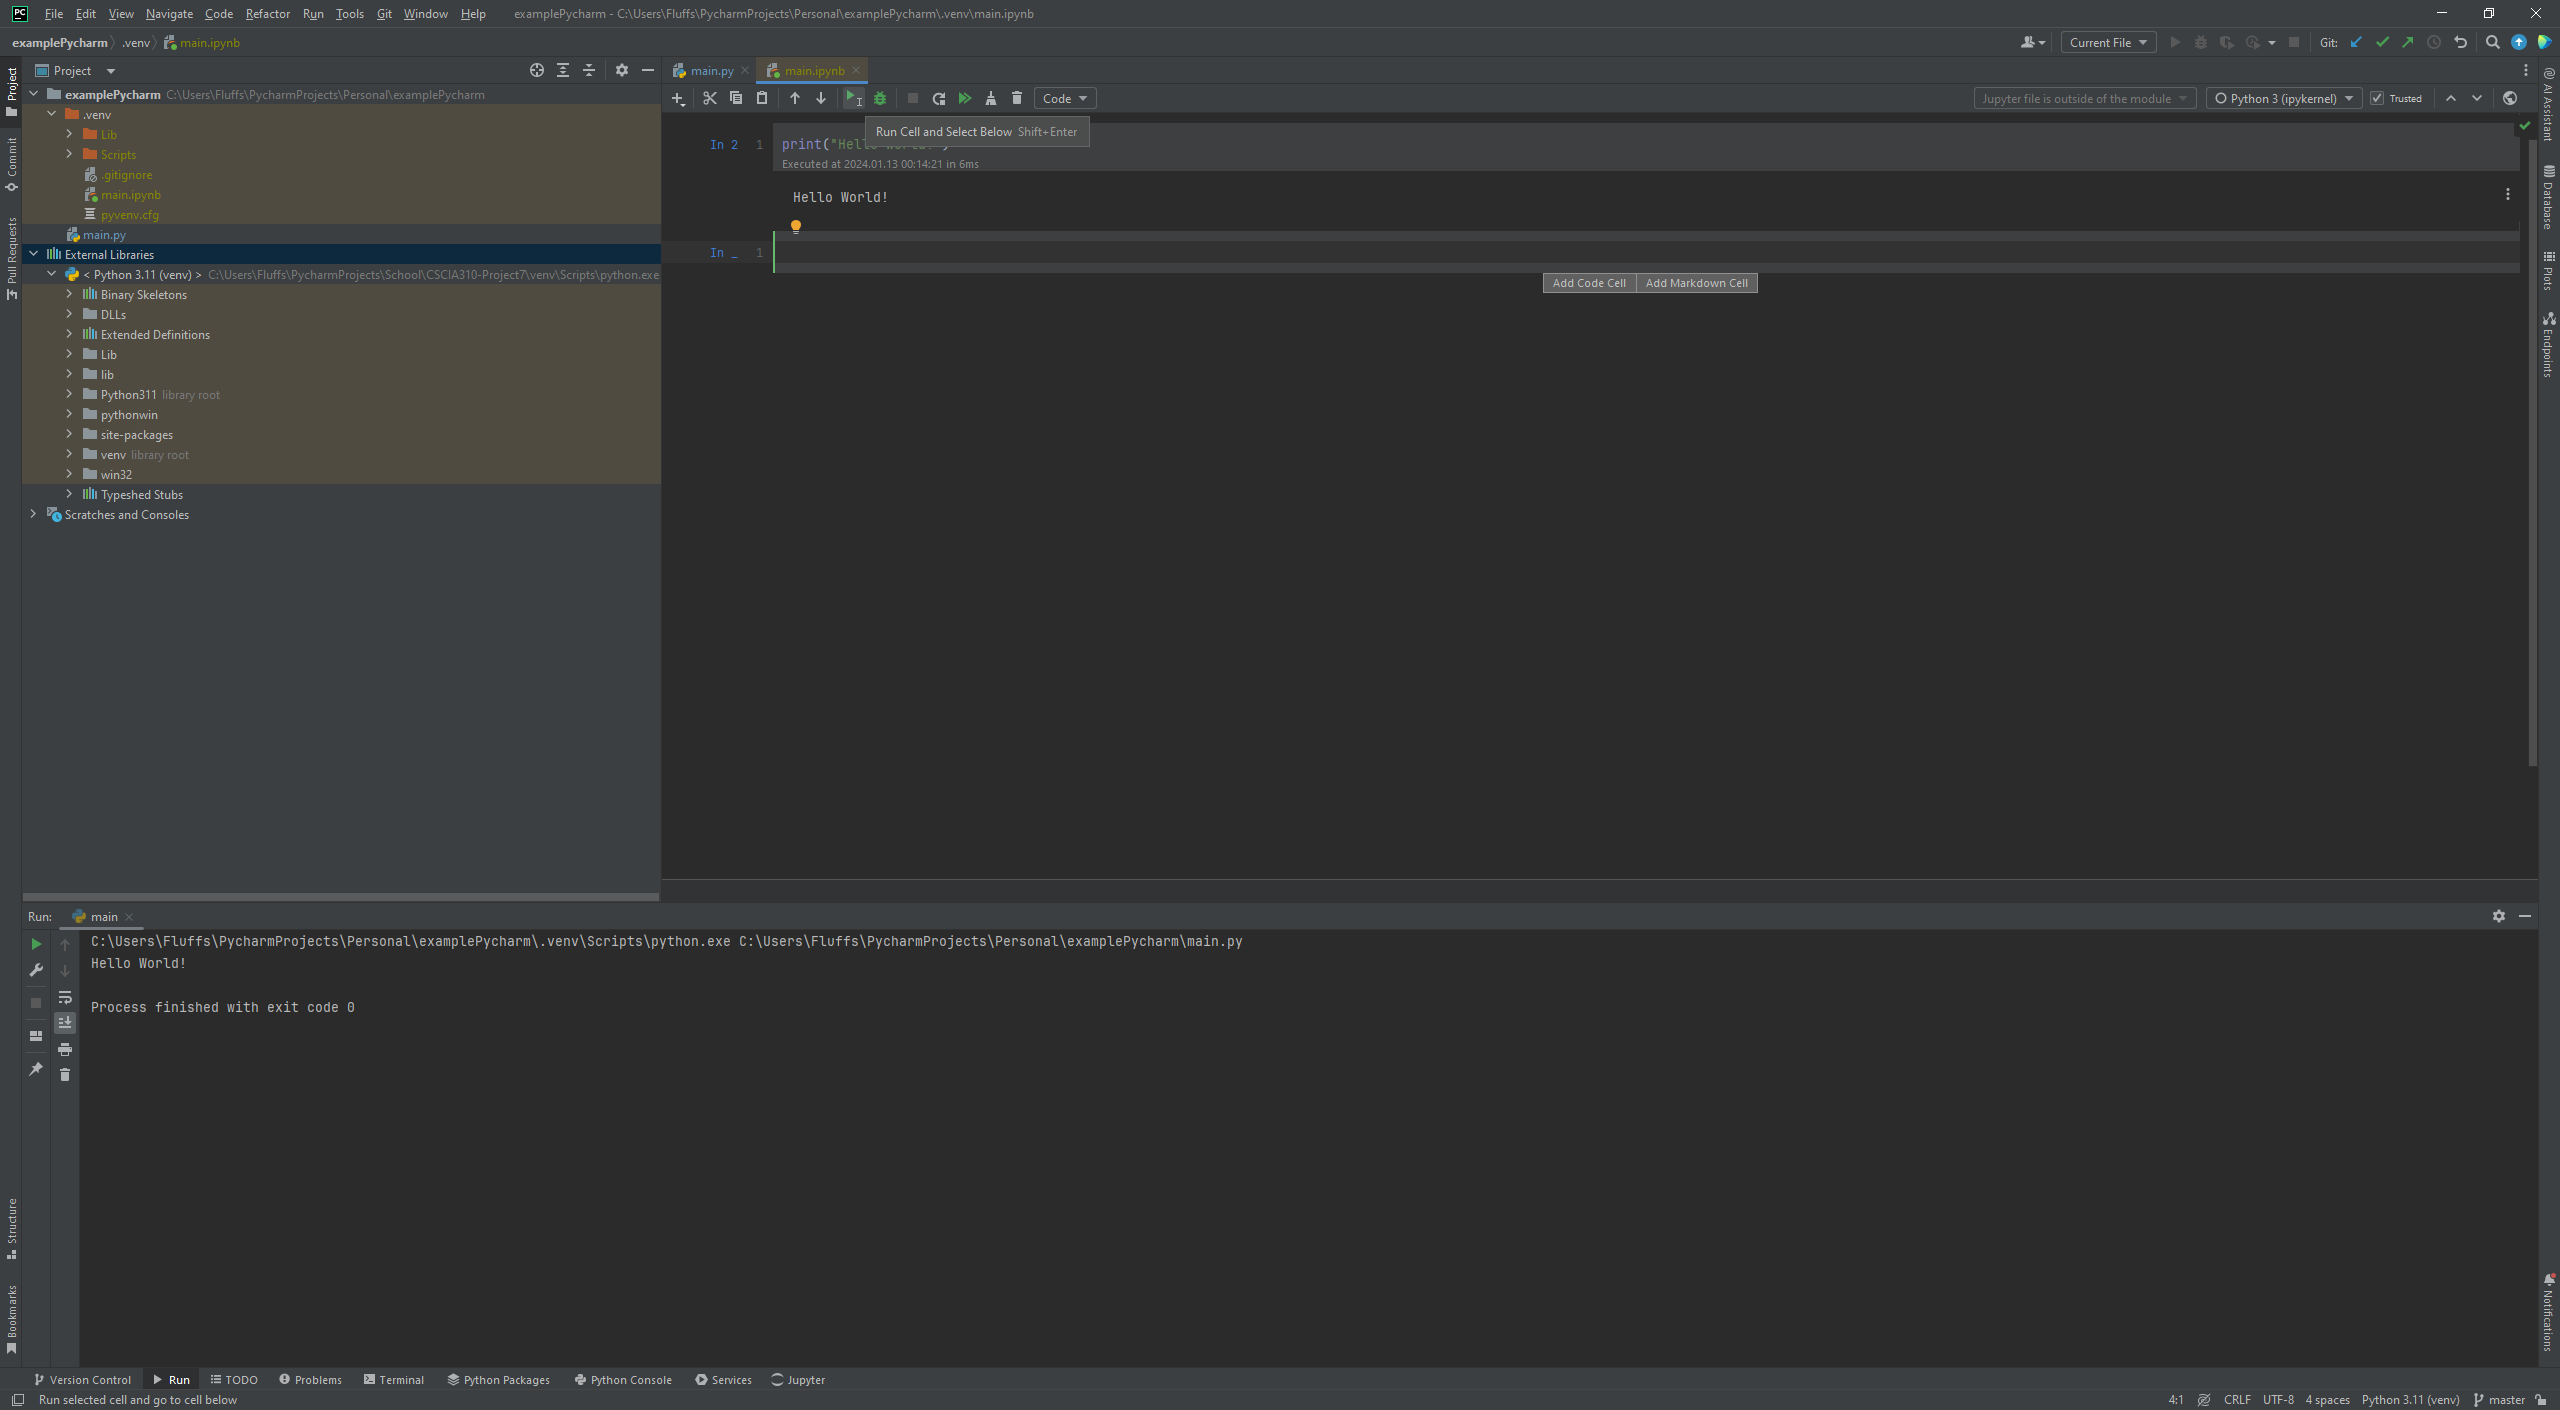 PC File Edit View Navigate Code Refactor Run Tools Git Window Help examplePycharm - C:\Users\Fluffs\PycharmProjects\Personal\examplePycharm\.venv\main.ipynb
examplePycharm .venv main.ipynb Current File Git:
Project
main.py main.ipynb
Code Jupyter file is outside of the module Python 3 (ipykernel) Trusted
Run Cell and Select Below Shift+Enter
In 2 1 print("Hell
Executed at 2024.01.13 00:14:21 in 6ms
Hello World!
In _ 1
Add Code Cell Add Markdown Cell
Project
Commit
Pull Requests
examplePycharm C:\Users\Fluffs\PycharmProjects\Personal\examplePycharm
.venv
Lib
Scripts
.gitignore
main.ipynb
pyvenv.cfg
main.py
External Libraries
< Python 3.11 (venv) > C:\Users\Fluffs\PycharmProjects\School\CSCIA310-Project7\venv\Scripts\python.exe
Binary Skeletons
DLLs
Extended Definitions
Lib
lib
Python311 library root
pythonwin
site-packages
venv library root
win32
Typeshed Stubs
Scratches and Consoles
AI Assistant
Database
Plots
Endpoints
Run: main
C:\Users\Fluffs\PycharmProjects\Personal\examplePycharm\.venv\Scripts\python.exe C:\Users\Fluffs\PycharmProjects\Personal\examplePycharm\main.py
Hello World!
Process finished with exit code 0
Structure
Bookmarks
Notifications
Version Control Run TODO Problems Terminal Python Packages Python Console Services Jupyter
Run selected cell and go to cell below 4:1 CRLF UTF-8 4 spaces Python 3.11 (venv) master